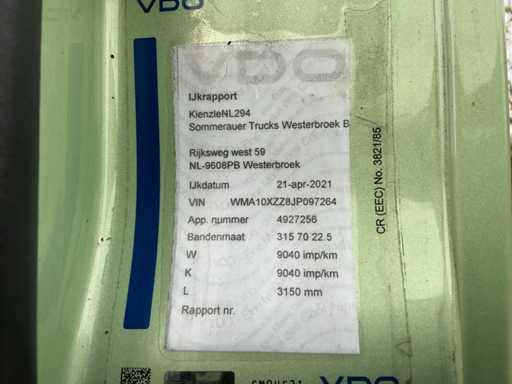 VDO
VDO
IJkrapport
KienzleNL294
Sommerauer Trucks Westerbroek B
Rijksweg west 59
NL-9608PB Westerbroek
IJkdatum 21-apr-2021
VIN WMA10XZZ8JP097264
App. nummer 4927256
Bandenmaat 315 70 22.5
W 9040 imp/km
K 9040 imp/km
L 3150 mm
Rapport nr.
CR (EEC) No. 3821/85
VDO